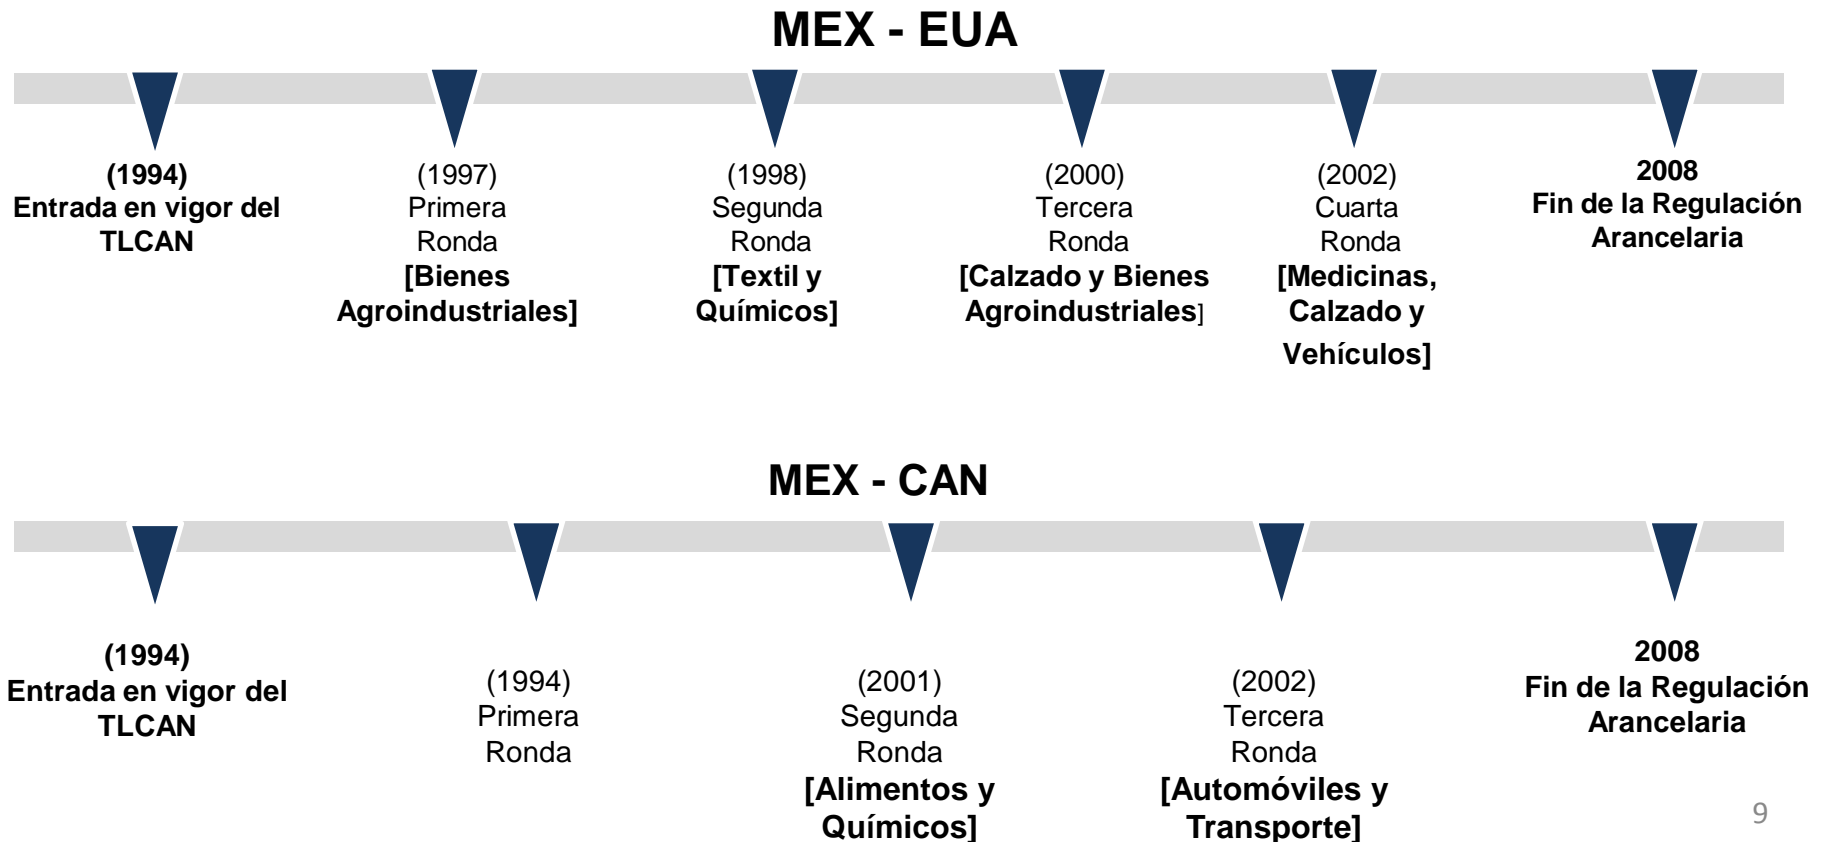 MEX - EUA
(1994)
Entrada en vigor del
TLCAN
(1997)
Primera
Ronda
[Bienes
Agroindustriales]
(1998)
Segunda
Ronda
[Textil y
Químicos]
(2000)
Tercera
Ronda
[Calzado y Bienes
Agroindustriales]
(2002)
Cuarta
Ronda
[Medicinas,
Calzado y
Vehículos]
2008
Fin de la Regulación
Arancelaria
MEX - CAN
(1994)
Entrada en vigor del
TLCAN
(1994)
Primera
Ronda
(2001)
Segunda
Ronda
[Alimentos y
Químicos]
(2002)
Tercera
Ronda
[Automóviles y
Transporte]
2008
Fin de la Regulación
Arancelaria
9